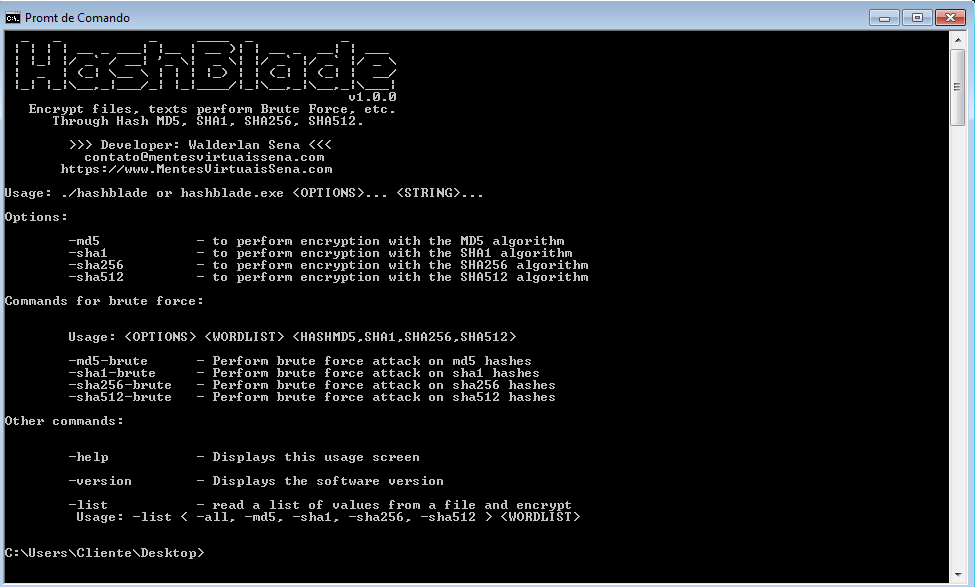 Promt de Comando
HashBlade
v1.0.0
Encrypt files, texts perform Brute Force, etc.
Through Hash MD5, SHA1, SHA256, SHA512.
>>> Developer: Walderlan Sena <<<
contato@mentesvirtuaissena.com
https://www.MentesVirtuaisSena.com
Usage: ./hashblade or hashblade.exe <OPTIONS>... <STRING>...
Options:
-md5 - to perform encryption with the MD5 algorithm
-sha1 - to perform encryption with the SHA1 algorithm
-sha256 - to perform encryption with the SHA256 algorithm
-sha512 - to perform encryption with the SHA512 algorithm
Commands for brute force:
Usage: <OPTIONS> <WORDLIST> <HASHMD5,SHA1,SHA256,SHA512>
-md5-brute - Perform brute force attack on md5 hashes
-sha1-brute - Perform brute force attack on sha1 hashes
-sha256-brute - Perform brute force attack on sha256 hashes
-sha512-brute - Perform brute force attack on sha512 hashes
Other commands:
-help - Displays this usage screen
-version - Displays the software version
-list - read a list of values from a file and encrypt
Usage: -list < -all, -md5, -sha1, -sha256, -sha512 > <WORDLIST>
C:\Users\Cliente\Desktop>